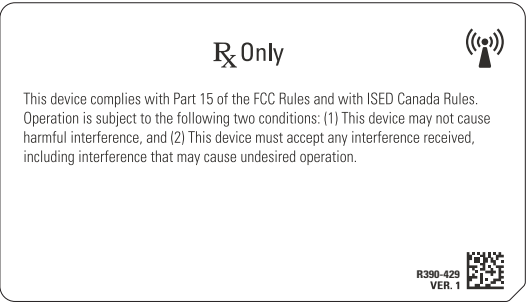 ℞ Only
This device complies with Part 15 of the FCC Rules and with ISED Canada Rules.
Operation is subject to the following two conditions: (1) This device may not cause
harmful interference, and (2) This device must accept any interference received,
including interference that may cause undesired operation.
R390-429
VER. 1